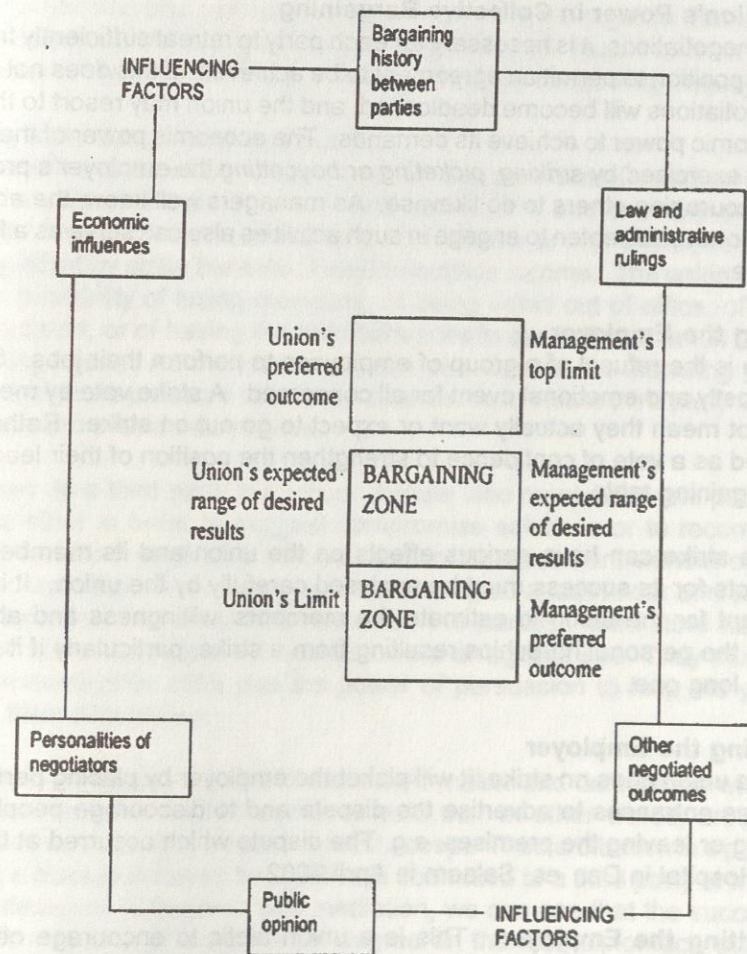 Bargaining
history
between
parties
INFLUENCING
FACTORS
Economic
influences
Law and
administrative
rulings
Union's
preferred
outcome
Management's
top limit
Union's expected
range of desired
results
BARGAINING
ZONE
Management's
expected range
of desired
results
Union's Limit
BARGAINING
ZONE
Management's
preferred
outcome
Personalities of
negotiators
Other
negotiated
outcomes
Public
opinion
INFLUENCING
FACTORS